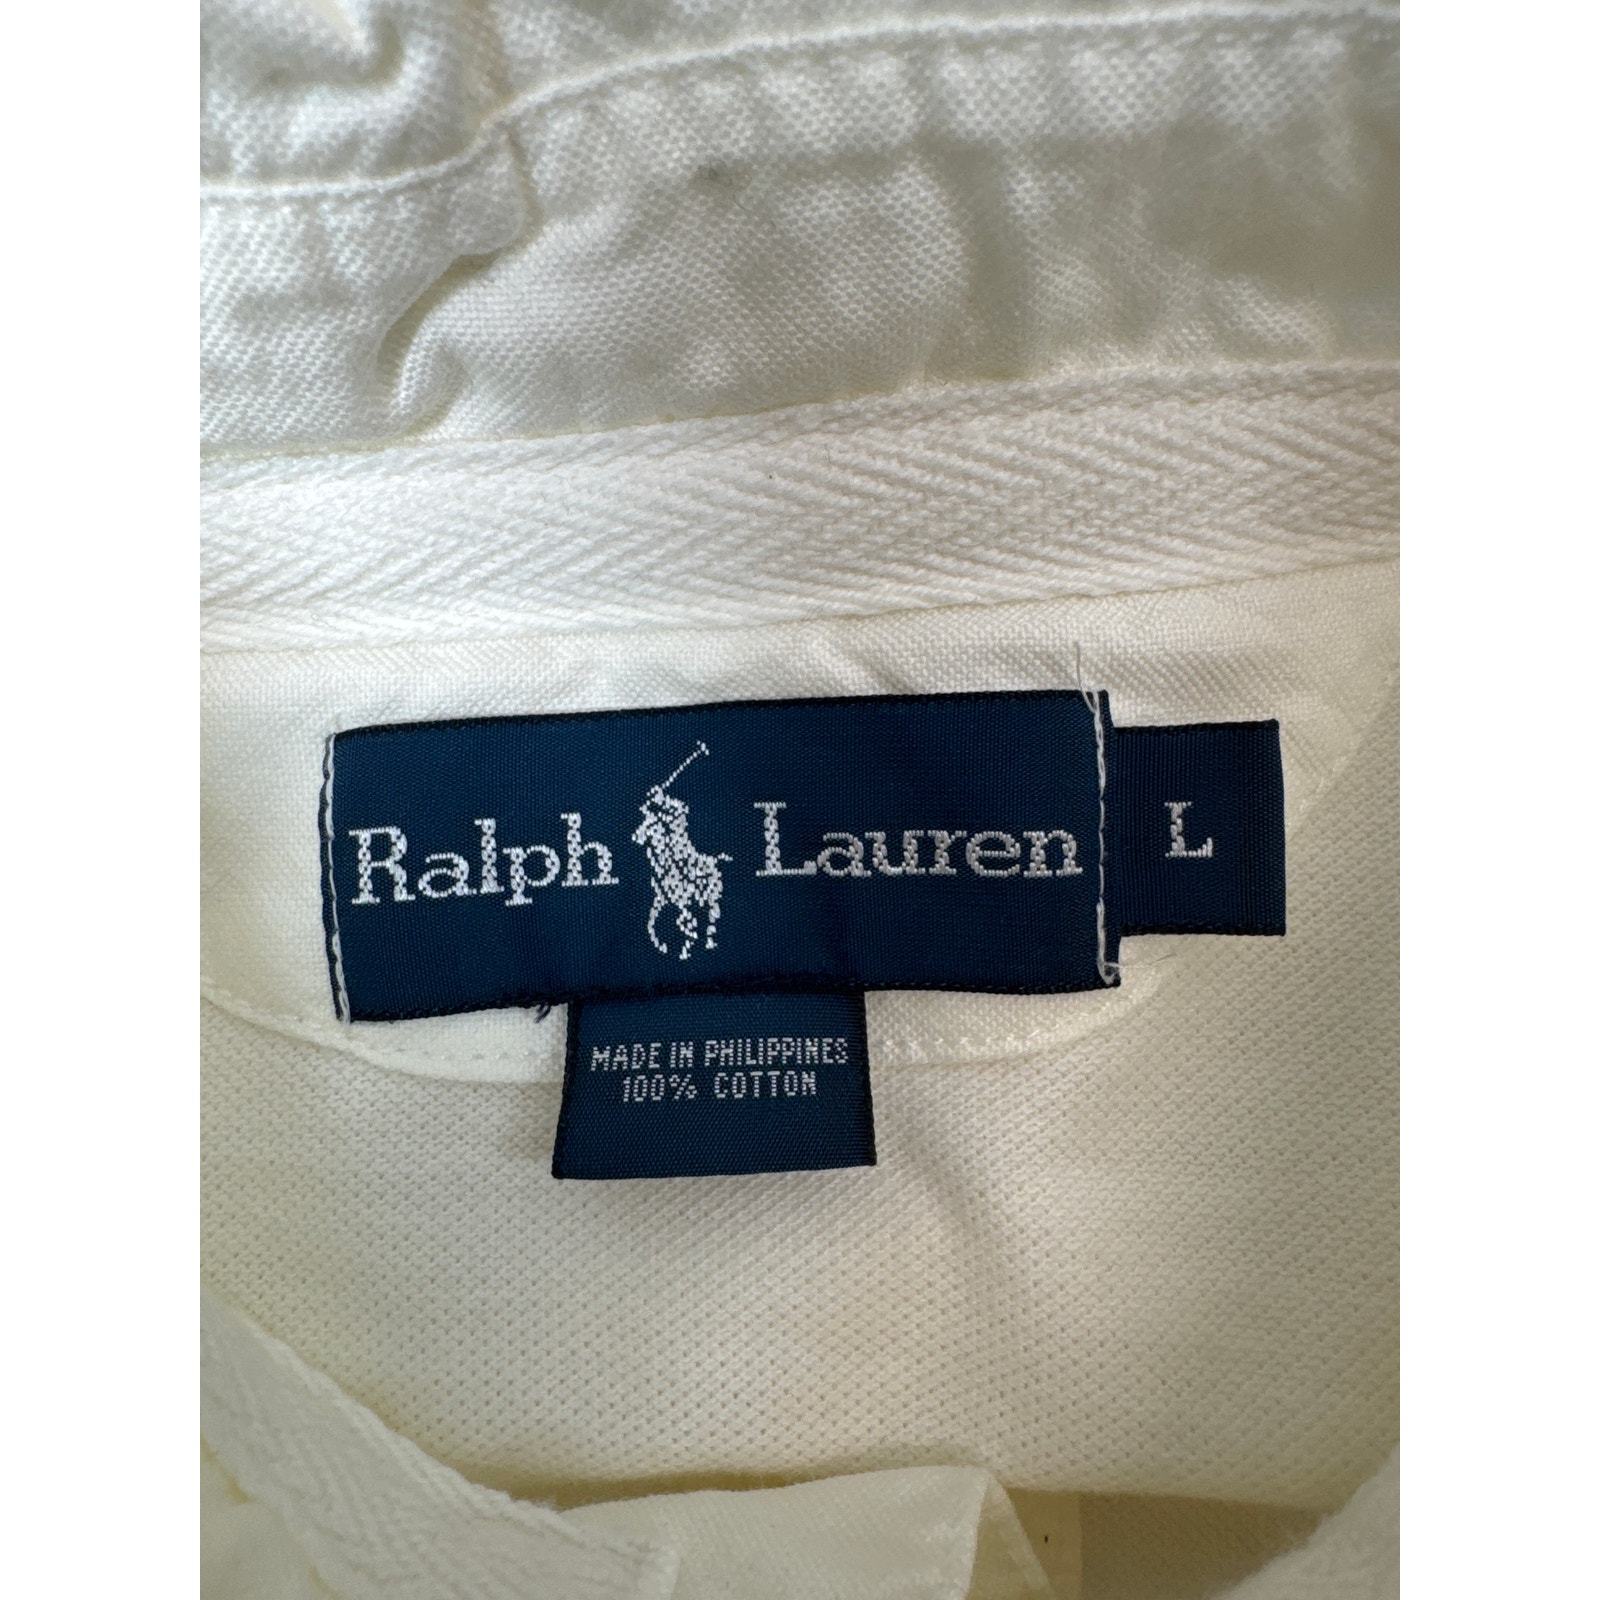 Ralph Lauren
L
MADE IN PHILIPPINES
100% COTTON